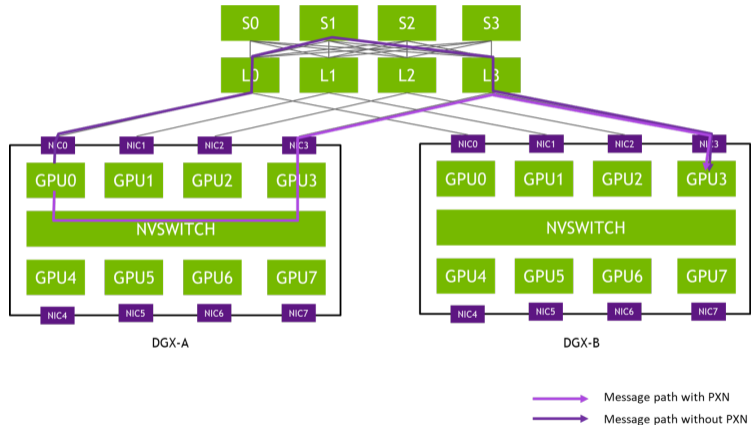 S0 S1 S2 S3
L0 L1 L2 L3
NIC0 NIC1 NIC2 NIC3 NIC0 NIC1 NIC2 NIC3
GPU0 GPU1 GPU2 GPU3 GPU0 GPU1 GPU2 GPU3
NVSWITCH NVSWITCH
GPU4 GPU5 GPU6 GPU7 GPU4 GPU5 GPU6 GPU7
NIC4 NIC5 NIC6 NIC7 NIC4 NIC5 NIC6 NIC7
DGX-A DGX-B
Message path with PXN
Message path without PXN